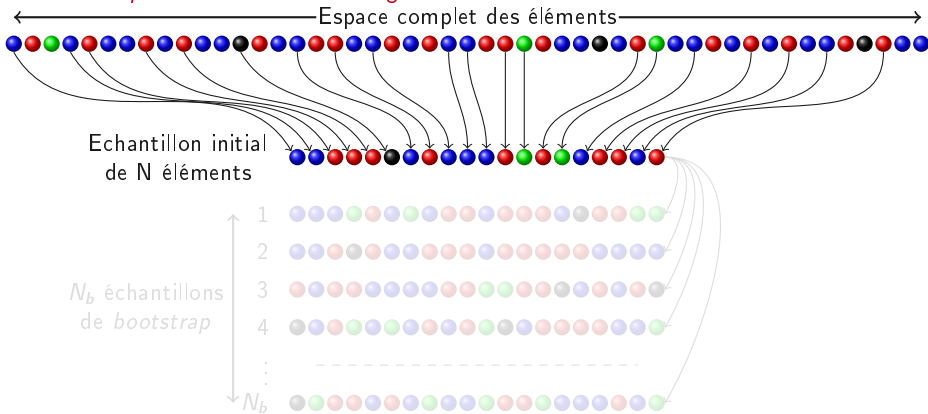 Espace complet des éléments
Echantillon initial
de N éléments
1
2
N_b échantillons
3
de bootstrap
4
N_b